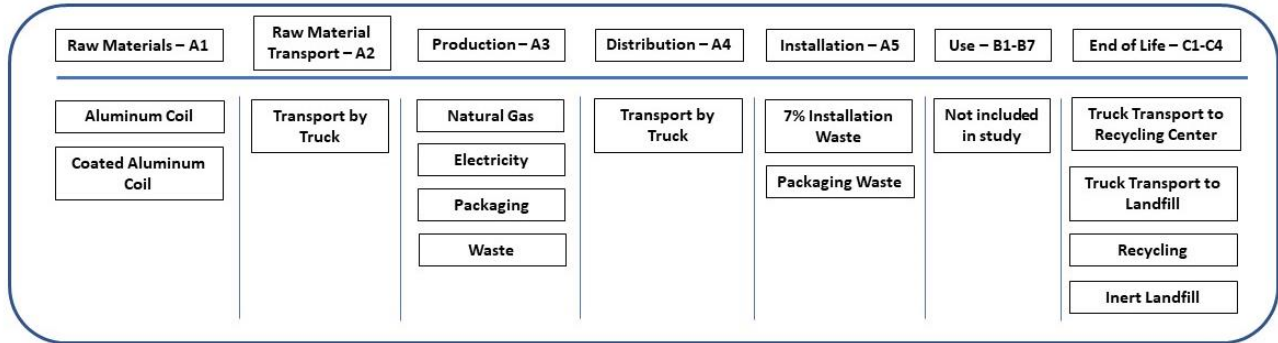 Raw Materials – A1
Raw Material
Transport – A2
Production – A3
Distribution – A4
Installation – A5
Use – B1-B7
End of Life – C1-C4
Aluminum Coil
Coated Aluminum
Coil
Transport by
Truck
Natural Gas
Electricity
Packaging
Waste
Transport by
Truck
7% Installation
Waste
Packaging Waste
Not included
in study
Truck Transport to
Recycling Center
Truck Transport to
Landfill
Recycling
Inert Landfill